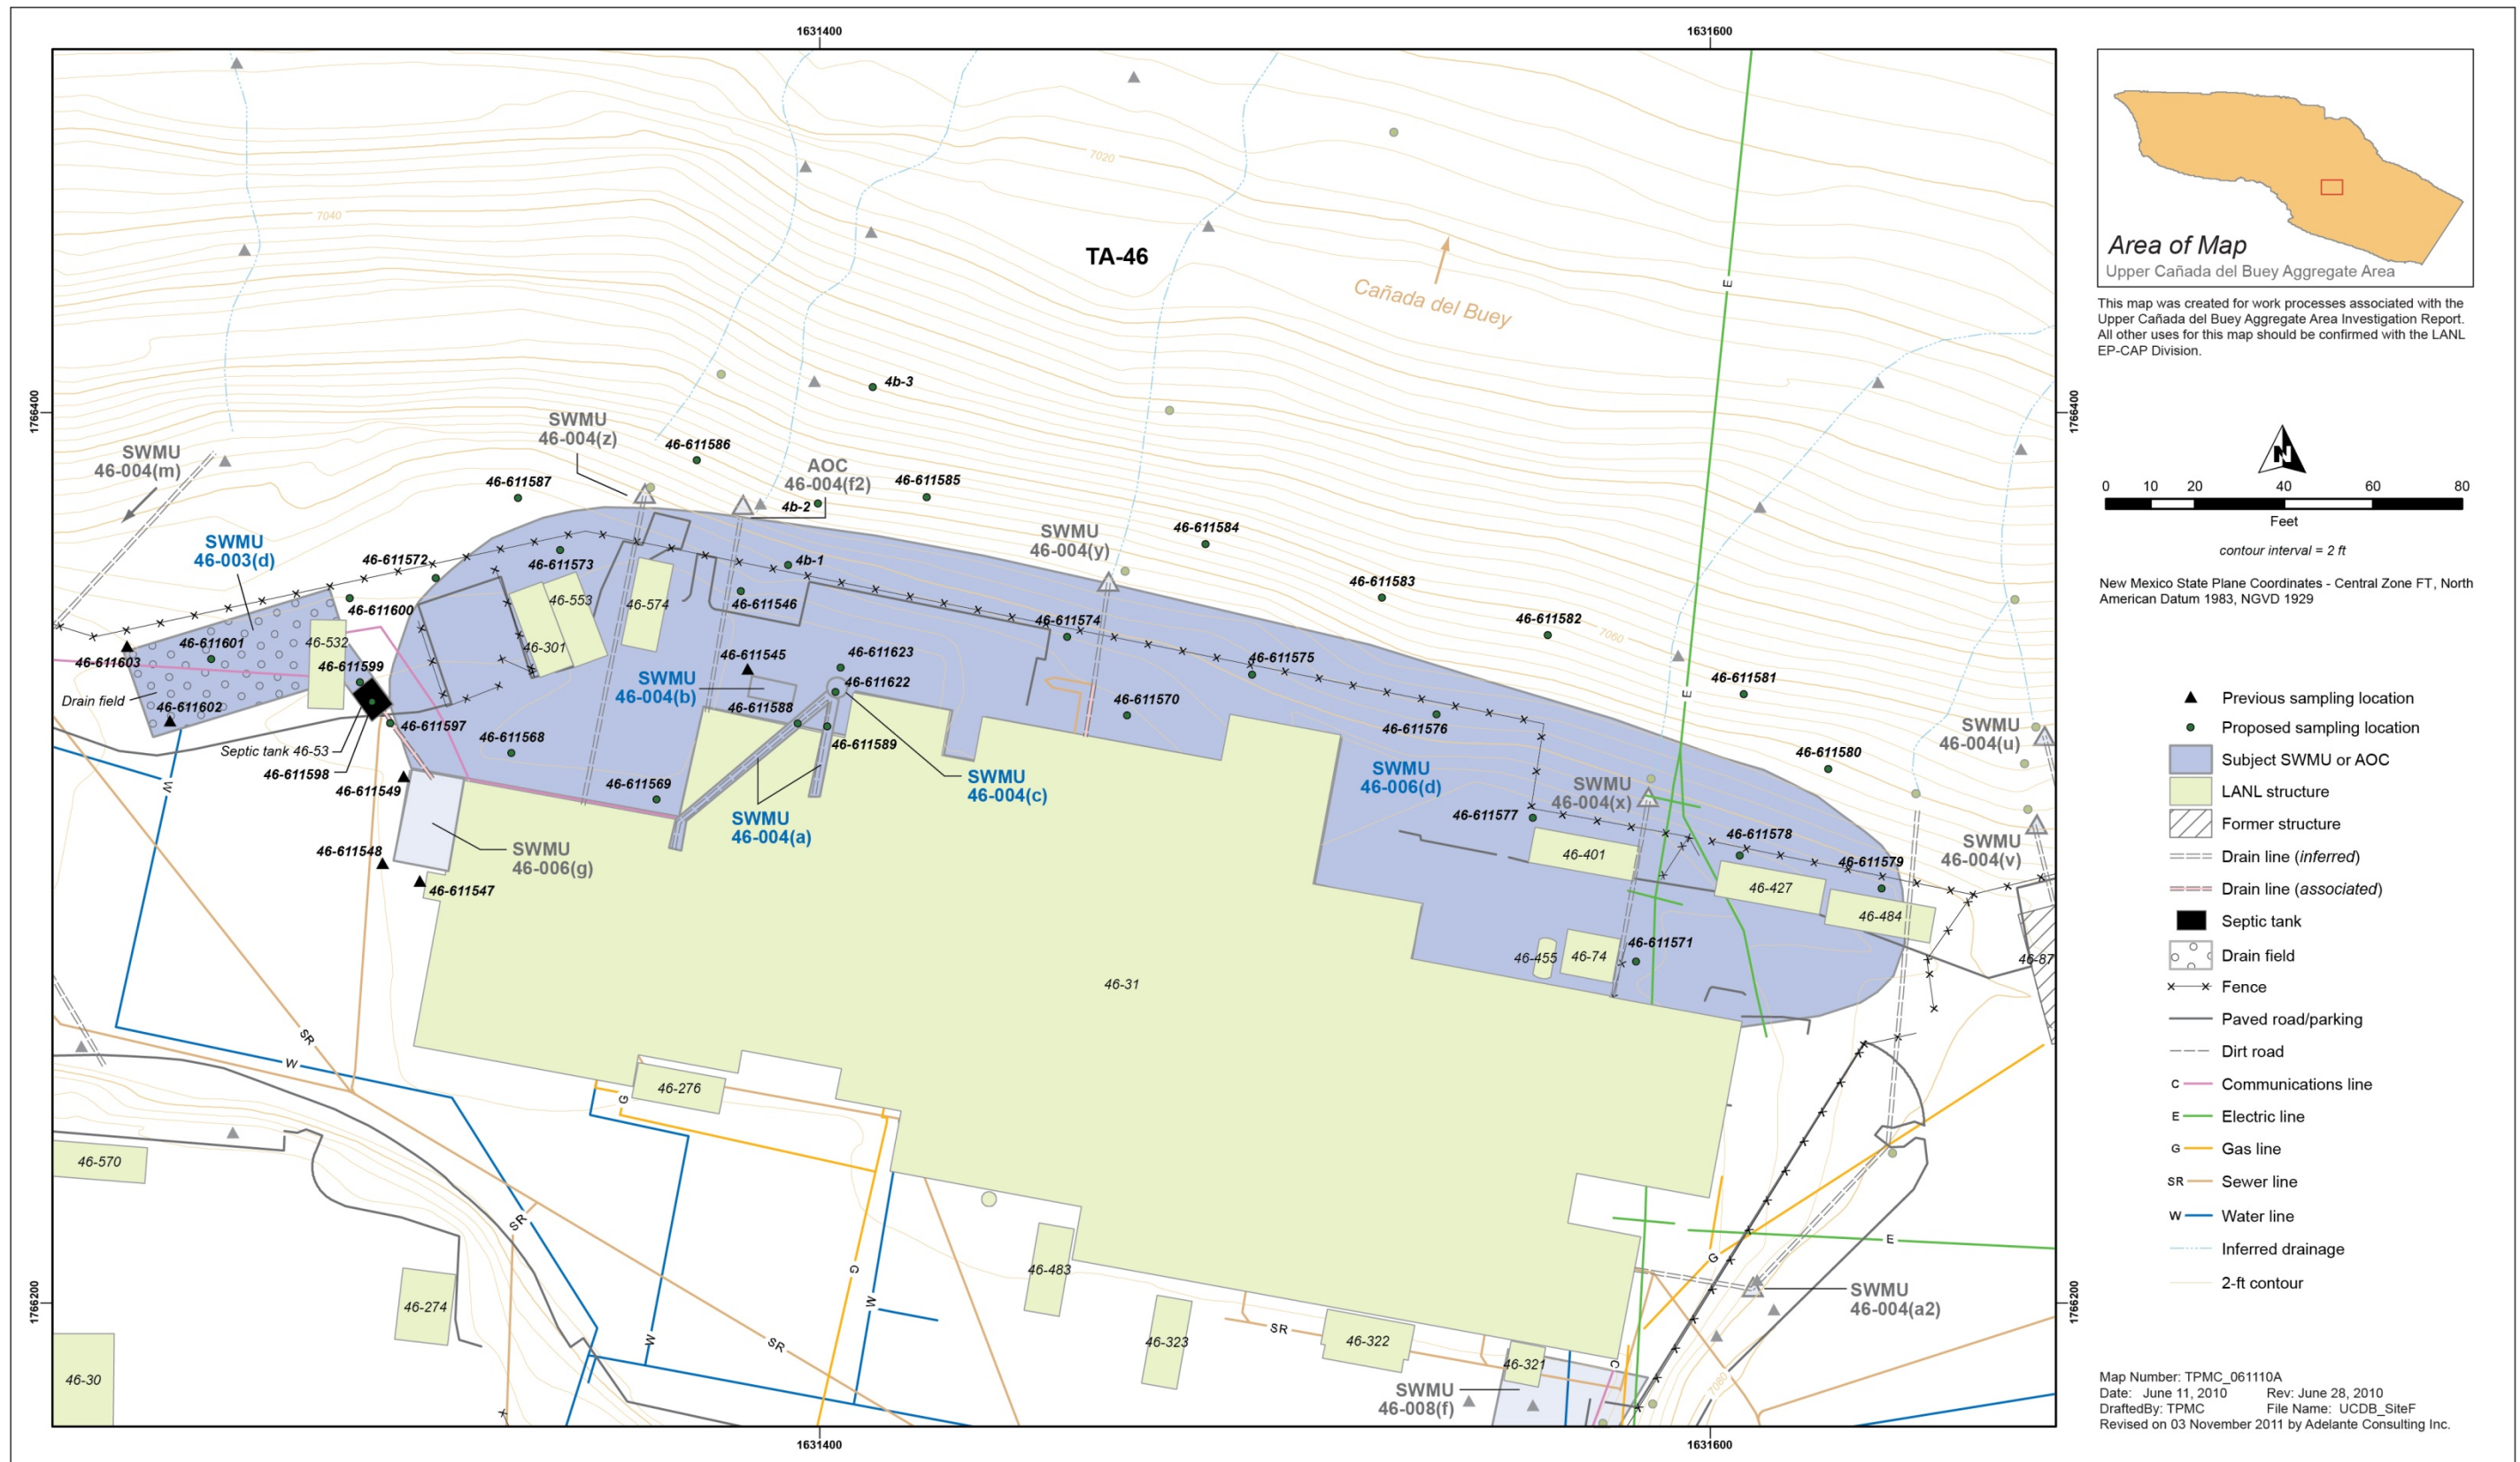 1631400
1631600
1766400
1766400
1766200
1766200
1631400
1631600
7020
7040
7060
7080
TA-46
Cañada del Buey
4b-3
SWMU
46-004(z)
46-611586
SWMU
46-004(m)
46-611587
AOC
46-004(f2)
46-611585
4b-2
SWMU
46-003(d)
46-611572
46-611573
4b-1
SWMU
46-004(y)
46-611584
46-611583
46-611582
46-611600
46-553
46-574
46-611546
46-611574
46-611601
46-532
46-301
46-611603
46-611599
46-611545
46-611623
46-611575
46-611581
Drain field
46-611602
SWMU
46-004(b)
46-611622
46-611588
46-611570
46-611576
SWMU
46-004(u)
46-611597
Septic tank 46-53
46-611568
46-611589
46-611580
46-611598
46-611549
46-611569
SWMU
46-004(c)
SWMU
46-006(d)
SWMU
46-004(x)
SWMU
46-004(a)
46-611577
46-611578
SWMU
46-004(v)
46-611548
SWMU
46-006(g)
46-401
46-611579
46-611547
46-427
46-484
46-611571
46-455
46-74
46-87
46-31
46-276
46-570
46-274
46-30
46-483
46-323
46-322
46-321
SWMU
46-004(a2)
SWMU
46-008(f)
E
E
E
W
W
W
W
SR
SR
SR
SR
G
G
G
C
Area of Map
Upper Cañada del Buey Aggregate Area
This map was created for work processes associated with the
Upper Cañada del Buey Aggregate Area Investigation Report.
All other uses for this map should be confirmed with the LANL
EP-CAP Division.
N
0 10 20 40 60 80
Feet
contour interval = 2 ft
New Mexico State Plane Coordinates - Central Zone FT, North
American Datum 1983, NGVD 1929
Previous sampling location
Proposed sampling location
Subject SWMU or AOC
LANL structure
Former structure
Drain line (inferred)
Drain line (associated)
Septic tank
Drain field
Fence
Paved road/parking
Dirt road
C Communications line
E Electric line
G Gas line
SR Sewer line
W Water line
Inferred drainage
2-ft contour
Map Number: TPMC_061110A
Date: June 11, 2010 Rev: June 28, 2010
DraftedBy: TPMC File Name: UCDB_SiteF
Revised on 03 November 2011 by Adelante Consulting Inc.